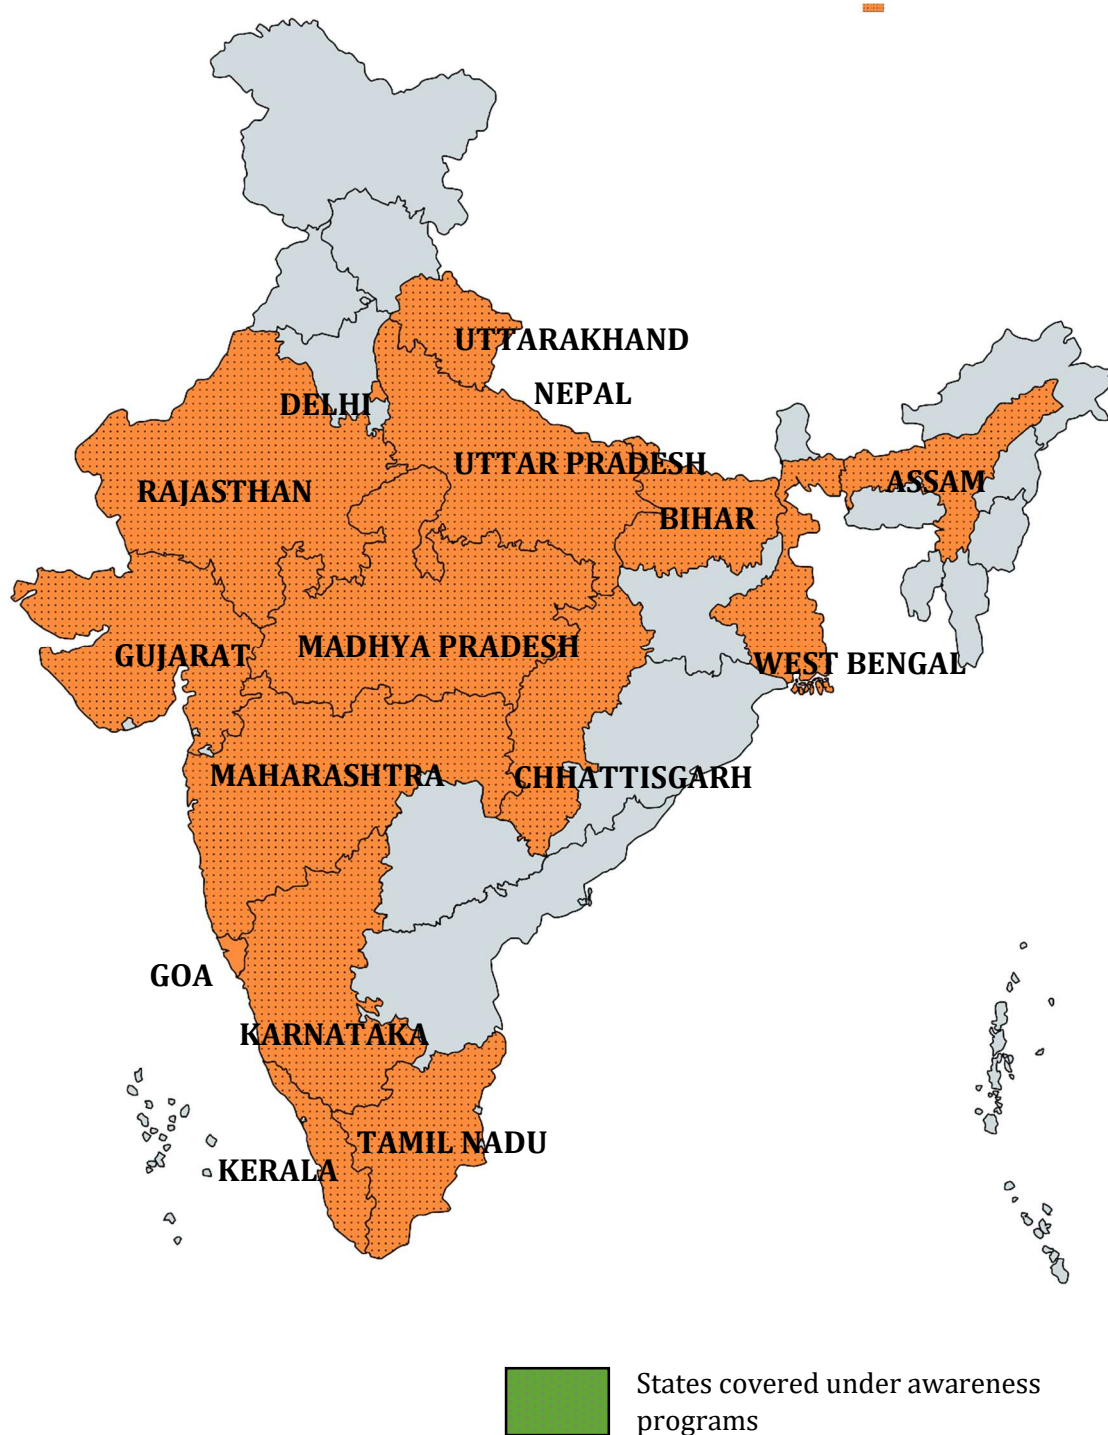 UTTARAKHAND
NEPAL
DELHI
UTTAR PRADESH
RAJASTHAN
ASSAM
BIHAR
GUJARAT
MADHYA PRADESH
WEST BENGAL
MAHARASHTRA
CHHATTISGARH
GOA
KARNATAKA
TAMIL NADU
KERALA
States covered under awareness
programs